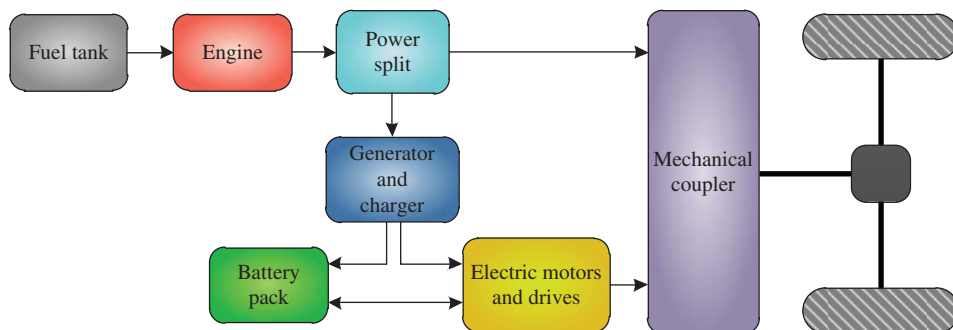 Fuel tank
Engine
Power
split
Generator
and
charger
Mechanical
coupler
Battery
pack
Electric motors
and drives